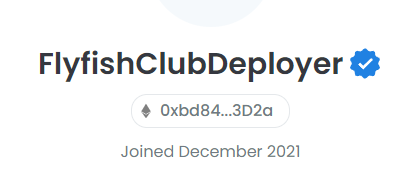 FlyfishClubDeployer
0xbd84...3D2a
Joined December 2021